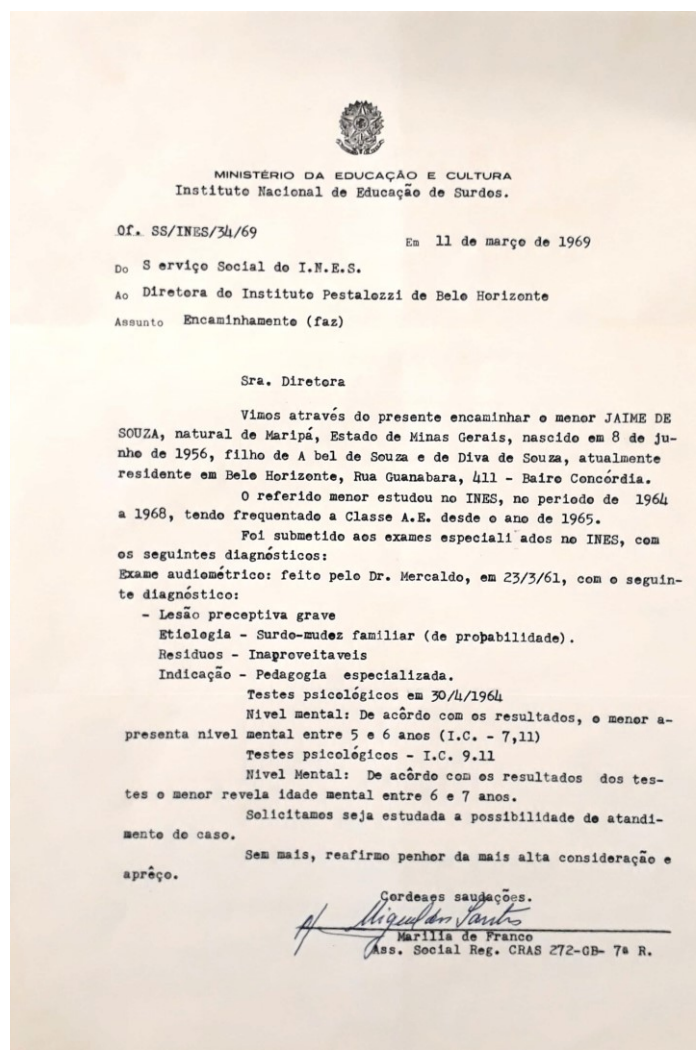 MINISTÉRIO DA EDUCAÇÃO E CULTURA
Instituto Nacional de Educação de Surdos.
Of. SS/INES/34/69
Em 11 de março de 1969
Do S erviço Social do I.N.E.S.
Ao Diretora do Instituto Pestalozzi de Belo Horizonte
Assunto Encaminhamento (faz)
Sra. Diretora
Vimos através do presente encaminhar o menor JAIME DE
SOUZA, natural de Maripá, Estado de Minas Gerais, nascido em 8 de ju-
nho de 1956, filho de A bel de Souza e de Diva de Souza, atualmente
residente em Belo Horizonte, Rua Guanabara, 411 - Bairo Concórdia.
O referido menor estudou no INES, no periodo de 1964
a 1968, tendo frequentado a Classe A.E. desde o ano de 1965.
Foi submetido aos exames especiali ados no INES, com
os seguintes diagnósticos:
Exame audiométrico: feito pelo Dr. Mercaldo, em 23/3/61, com o seguin-
te diagnóstico:
- Lesão preceptiva grave
Etiologia - Surdo-mudez familiar (de probabilidade).
Residuos - Inaproveitaveis
Indicação - Pedagogia especializada.
Testes psicológicos em 30/4/1964
Nivel mental: De acôrdo com os resultados, o menor a-
presenta nivel mental entre 5 e 6 anos (I.C. - 7,11)
Testes psicológicos - I.C. 9.11
Nivel Mental: De acôrdo com os resultados dos tes-
tes o menor revela idade mental entre 6 e 7 anos.
Solicitamos seja estudada a possibilidade de atandi-
mento do caso.
Sem mais, reafirmo penhor da mais alta consideração e
aprêço.
Cordeaes saudações.
P/ Miguel dos Santos
Marilia de Franco
Ass. Social Reg. CRAS 272-GB- 7ª R.